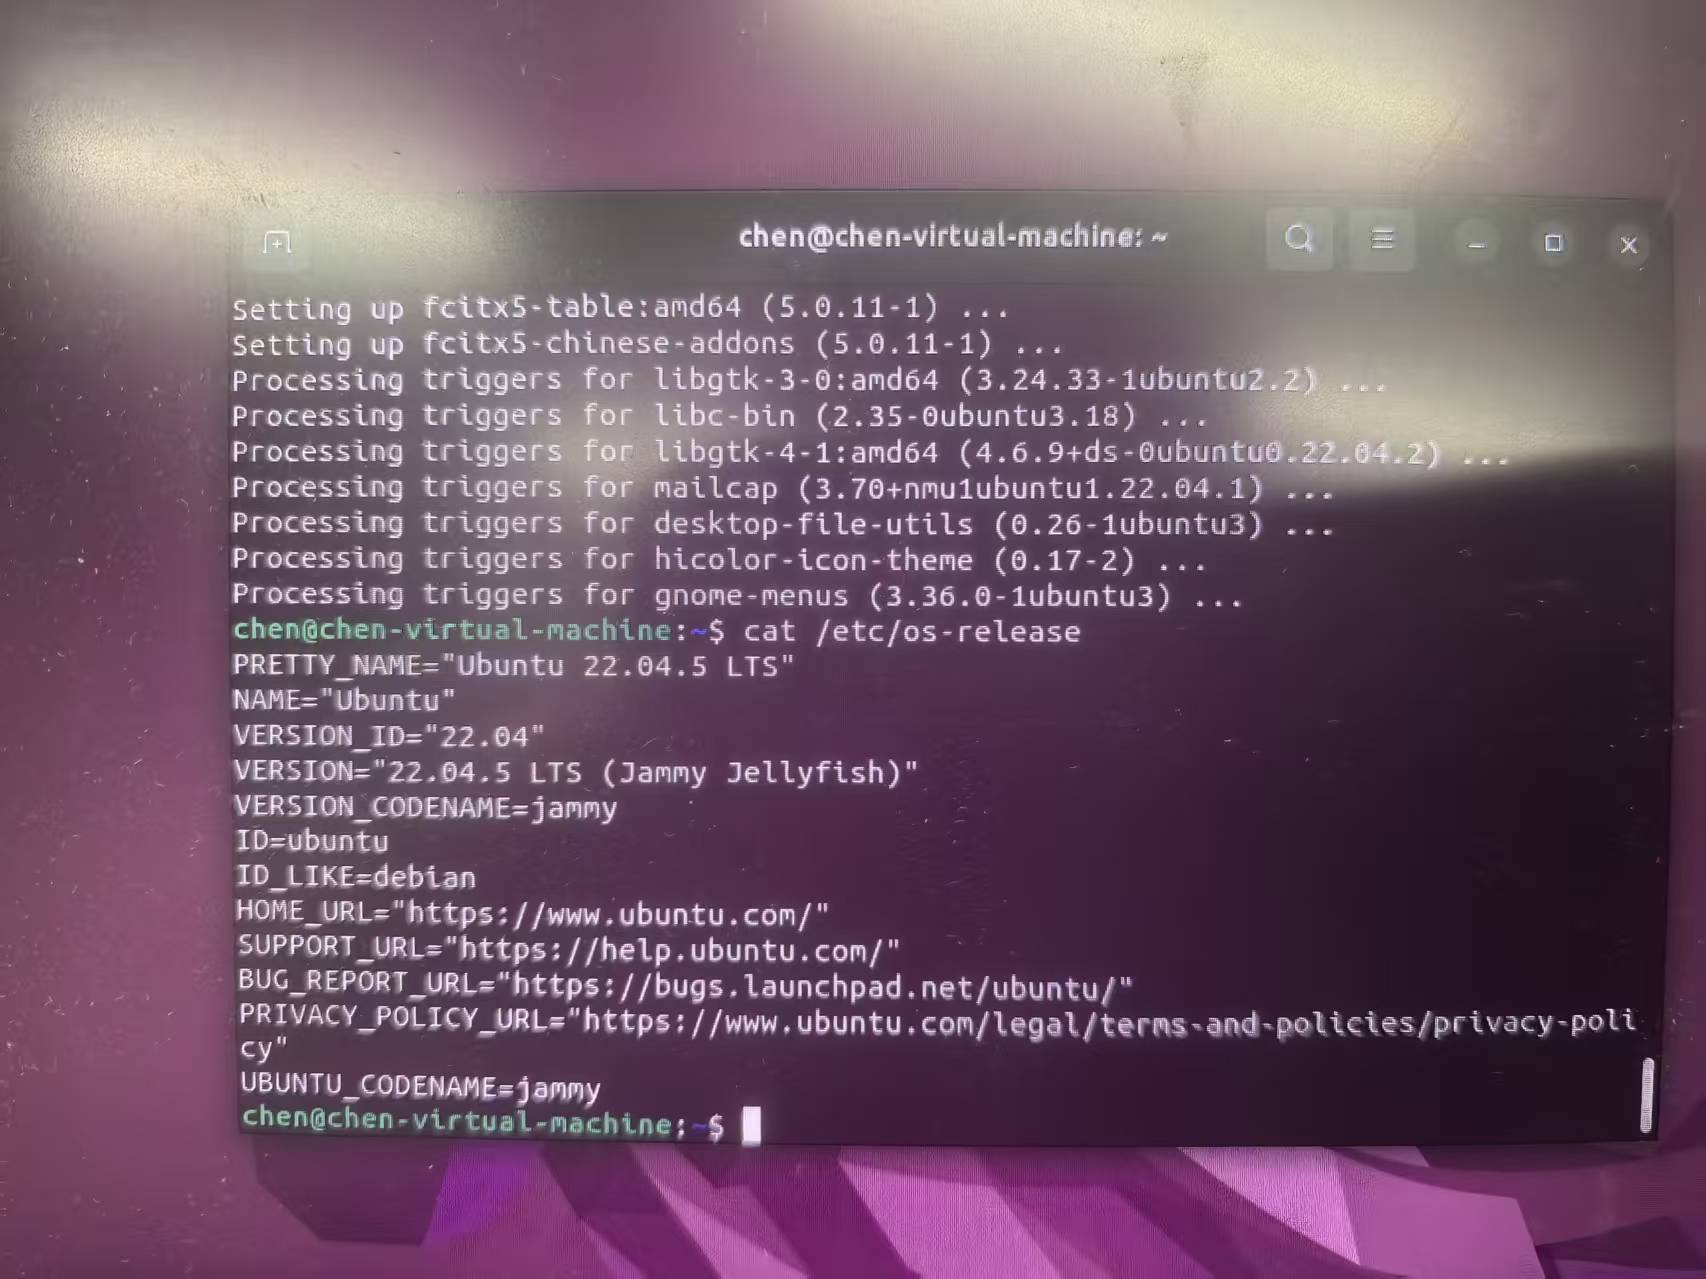 chen@chen-virtual-machine: ~
Setting up fcitx5-table:amd64 (5.0.11-1) ...
Setting up fcitx5-chinese-addons (5.0.11-1) ...
Processing triggers for libgtk-3-0:amd64 (3.24.33-1ubuntu2.2) ...
Processing triggers for libc-bin (2.35-0ubuntu3.18) ...
Processing triggers for libgtk-4-1:amd64 (4.6.9+ds-0ubuntu0.22.04.2) ...
Processing triggers for mailcap (3.70+nmu1ubuntu1.22.04.1) ...
Processing triggers for desktop-file-utils (0.26-1ubuntu3) ...
Processing triggers for hicolor-icon-theme (0.17-2) ...
Processing triggers for gnome-menus (3.36.0-1ubuntu3) ...
chen@chen-virtual-machine:~$ cat /etc/os-release
PRETTY_NAME="Ubuntu 22.04.5 LTS"
NAME="Ubuntu"
VERSION_ID="22.04"
VERSION="22.04.5 LTS (Jammy Jellyfish)"
VERSION_CODENAME=jammy
ID=ubuntu
ID_LIKE=debian
HOME_URL="https://www.ubuntu.com/"
SUPPORT_URL="https://help.ubuntu.com/"
BUG_REPORT_URL="https://bugs.launchpad.net/ubuntu/"
PRIVACY_POLICY_URL="https://www.ubuntu.com/legal/terms-and-policies/privacy-poli
cy"
UBUNTU_CODENAME=jammy
chen@chen-virtual-machine:~$